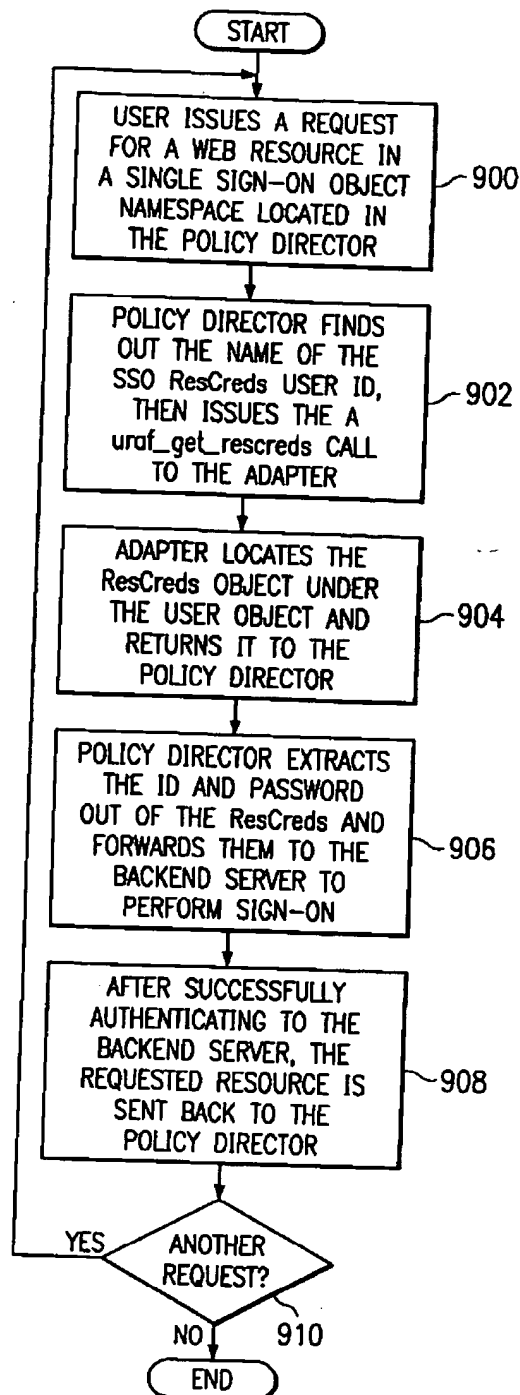 START
USER ISSUES A REQUEST
FOR A WEB RESOURCE IN
A SINGLE SIGN-ON OBJECT
NAMESPACE LOCATED IN
THE POLICY DIRECTOR
900
POLICY DIRECTOR FINDS
OUT THE NAME OF THE
SSO ResCreds USER ID,
THEN ISSUES THE A
uraf_get_rescreds CALL
TO THE ADAPTER
902
ADAPTER LOCATES THE
ResCreds OBJECT UNDER
THE USER OBJECT AND
RETURNS IT TO THE
POLICY DIRECTOR
904
POLICY DIRECTOR EXTRACTS
THE ID AND PASSWORD
OUT OF THE ResCreds AND
FORWARDS THEM TO THE
BACKEND SERVER TO
PERFORM SIGN-ON
906
AFTER SUCCESSFULLY
AUTHENTICATING TO THE
BACKEND SERVER, THE
REQUESTED RESOURCE IS
SENT BACK TO THE
POLICY DIRECTOR
908
YES
ANOTHER
REQUEST?
910
NO
END